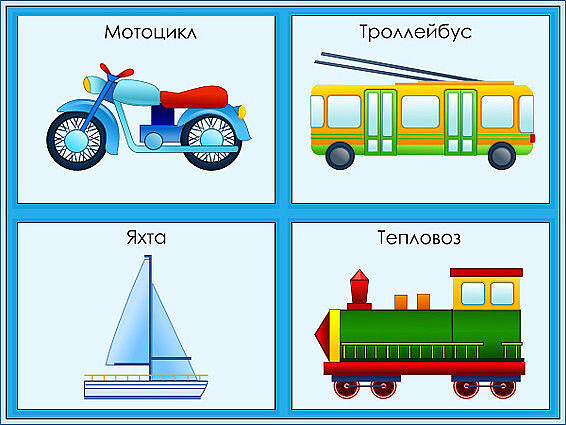 Мотоцикл
Троллейбус
Яхта
Тепловоз